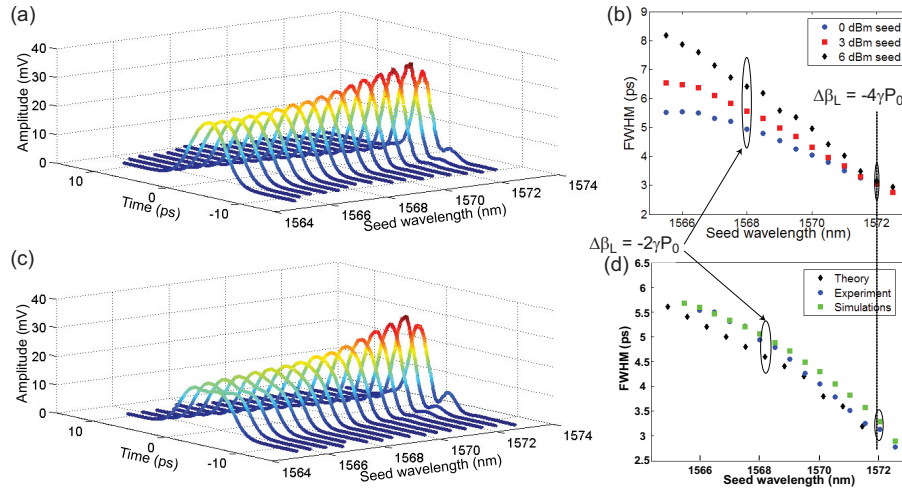 (a)
Amplitude (mV)
40
30
20
10
0
10
0
-10
Time (ps)
1564
1566
1568
1570
1572
1574
Seed wavelength (nm)
(b)
FWHM (ps)
9
8
7
6
5
4
3
2
0 dBm seed
3 dBm seed
6 dBm seed
Δβ_L = -4γP_0
1566
1568
1570
1572
Seed wavelength (nm)
Δβ_L = -2γP_0
(c)
Amplitude (mV)
40
30
20
10
0
10
0
-10
Time (ps)
1564
1566
1568
1570
1572
1574
Seed wavelength (nm)
(d)
FWHM (ps)
6.5
6
5.5
5
4.5
4
3.5
3
2.5
Theory
Experiment
Simulations
1566
1568
1570
1572
Seed wavelength (nm)